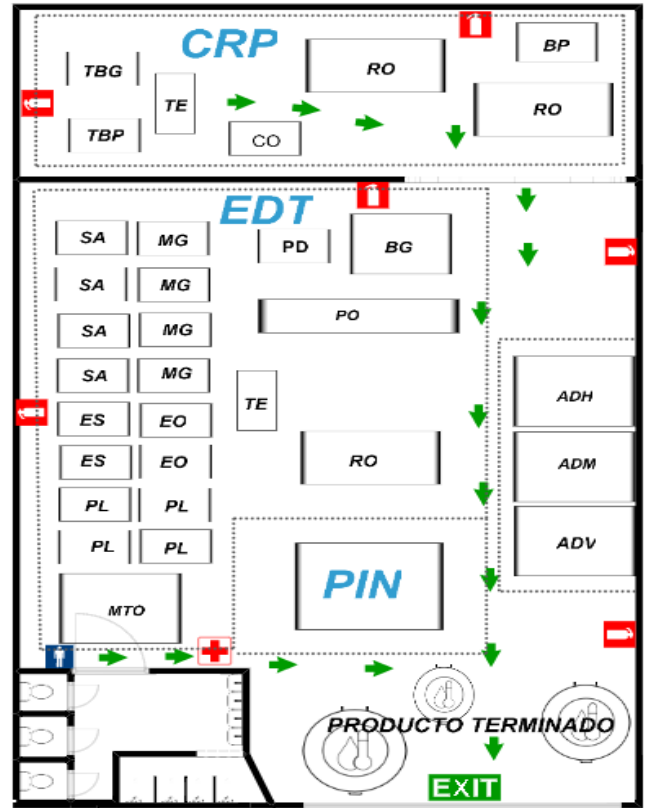 CRP
BP
TBG
RO
TE
RO
TBP
CO
EDT
SA
MG
PD
BG
SA
MG
SA
MG
PO
SA
MG
TE
ADH
ES
EO
ES
EO
RO
ADM
PL
PL
PL
PL
ADV
PIN
MTO
PRODUCTO TERMINADO
EXIT